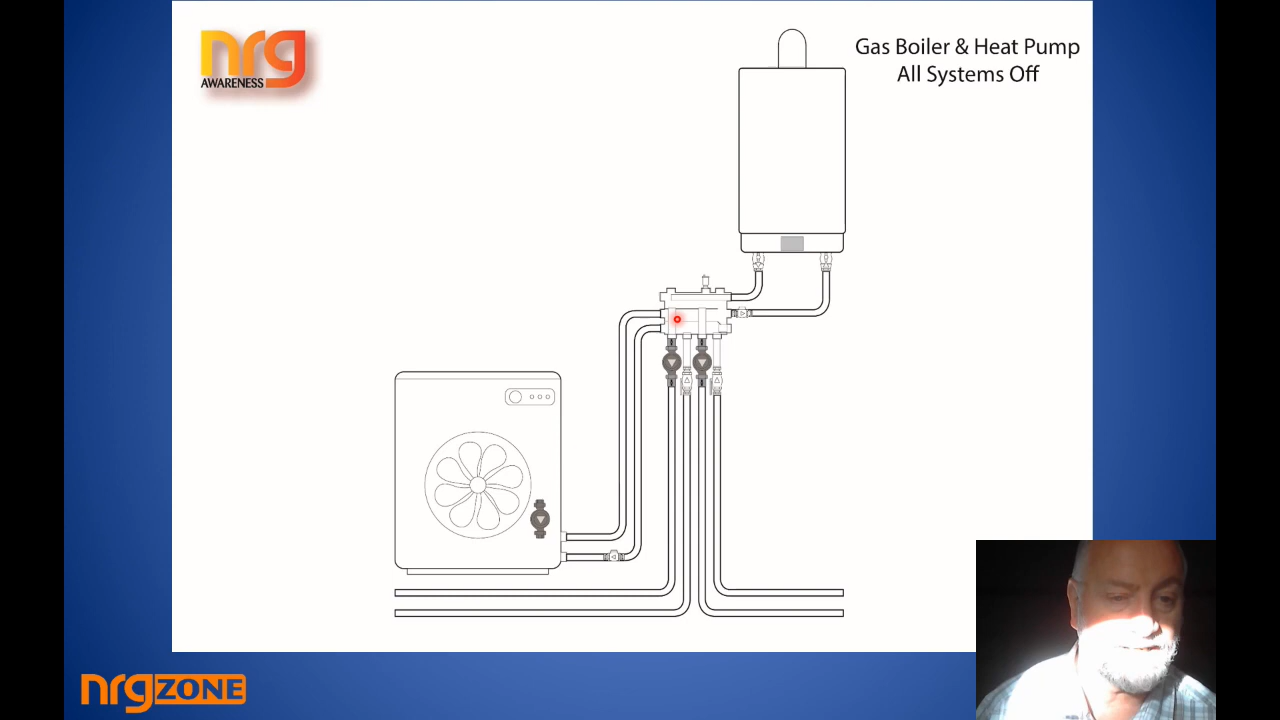 nrg
AWARENESS
Gas Boiler & Heat Pump
All Systems Off
nrgZONE